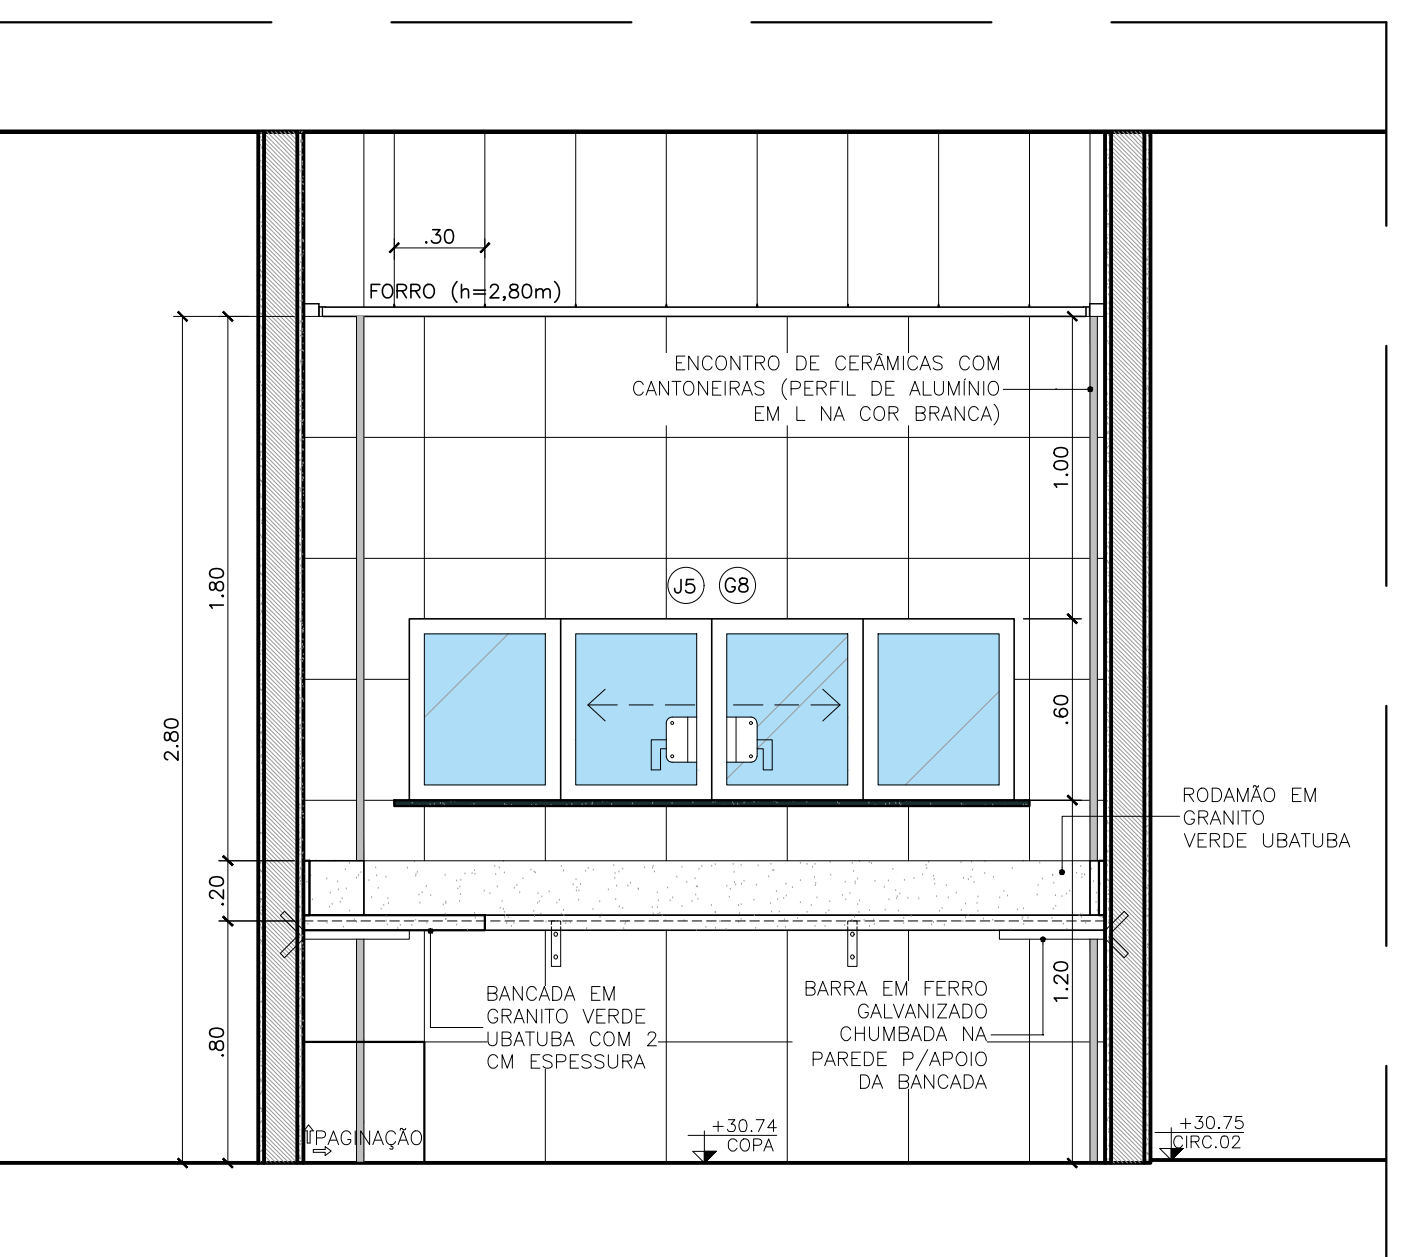 .30
FORRO (h=2,80m)
ENCONTRO DE CERÂMICAS COM
CANTONEIRAS (PERFIL DE ALUMÍNIO
EM L NA COR BRANCA)
1.00
J5 G8
1.80
2.80
.60
RODAMÃO EM
GRANITO
VERDE UBATUBA
.20
1.20
BANCADA EM
GRANITO VERDE
UBATUBA COM 2
CM ESPESSURA
BARRA EM FERRO
GALVANIZADO
CHUMBADA NA
PAREDE P/APOIO
DA BANCADA
.80
PAGINAÇÃO
+30.74
COPA
+30.75
CIRC.02